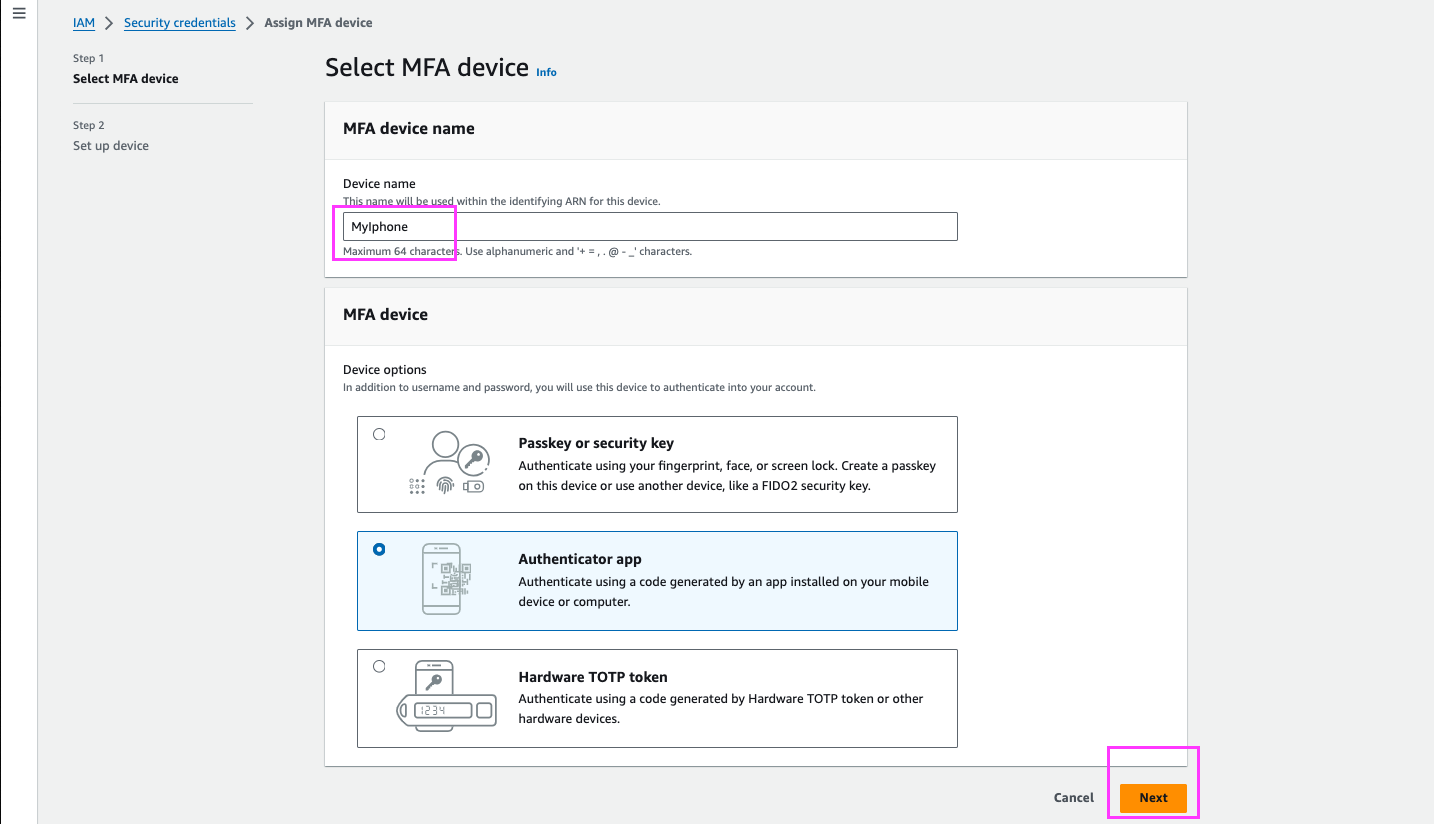 IAM > Security credentials > Assign MFA device
Step 1
Select MFA device
Step 2
Set up device
Select MFA device Info
MFA device name
Device name
This name will be used within the identifying ARN for this device.
MyIphone
Maximum 64 characters. Use alphanumeric and '+ = , . @ - _' characters.
MFA device
Device options
In addition to username and password, you will use this device to authenticate into your account.
Passkey or security key
Authenticate using your fingerprint, face, or screen lock. Create a passkey
on this device or use another device, like a FIDO2 security key.
Authenticator app
Authenticate using a code generated by an app installed on your mobile
device or computer.
Hardware TOTP token
Authenticate using a code generated by Hardware TOTP token or other
hardware devices.
1234
Cancel Next